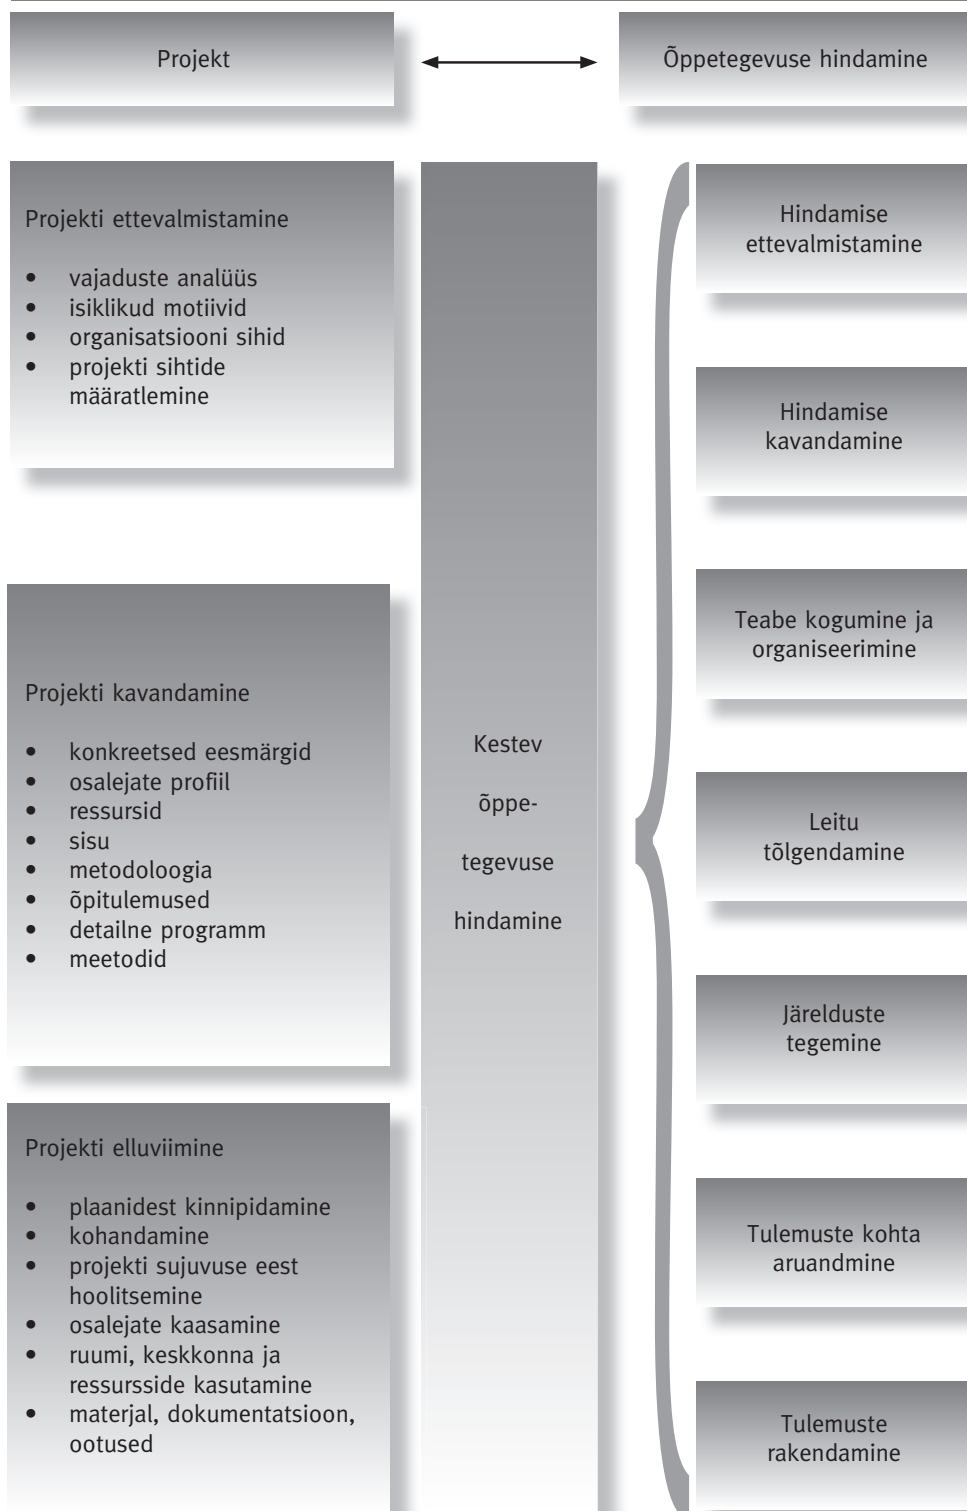 Projekt
Õppetegevuse hindamine
Projekti ettevalmistamine
• vajaduste analüüs
• isiklikud motiivid
• organisatsiooni sihid
• projekti sihtide
määratlemine
Projekti kavandamine
• konkreetsed eesmärgid
• osalejate profiil
• ressursid
• sisu
• metodoloogia
• õpitulemused
• detailne programm
• meetodid
Projekti elluviimine
• plaanidest kinnipidamine
• kohandamine
• projekti sujuvuse eest
hoolitsemine
• osalejate kaasamine
• ruumi, keskkonna ja
ressursside kasutamine
• materjal, dokumentatsioon,
ootused
Kestev
õppe-
tegevuse
hindamine
Hindamise
ettevalmistamine
Hindamise
kavandamine
Teabe kogumine ja
organiseerimine
Leitu
tõlgendamine
Järelduste
tegemine
Tulemuste kohta
aruandmine
Tulemuste
rakendamine